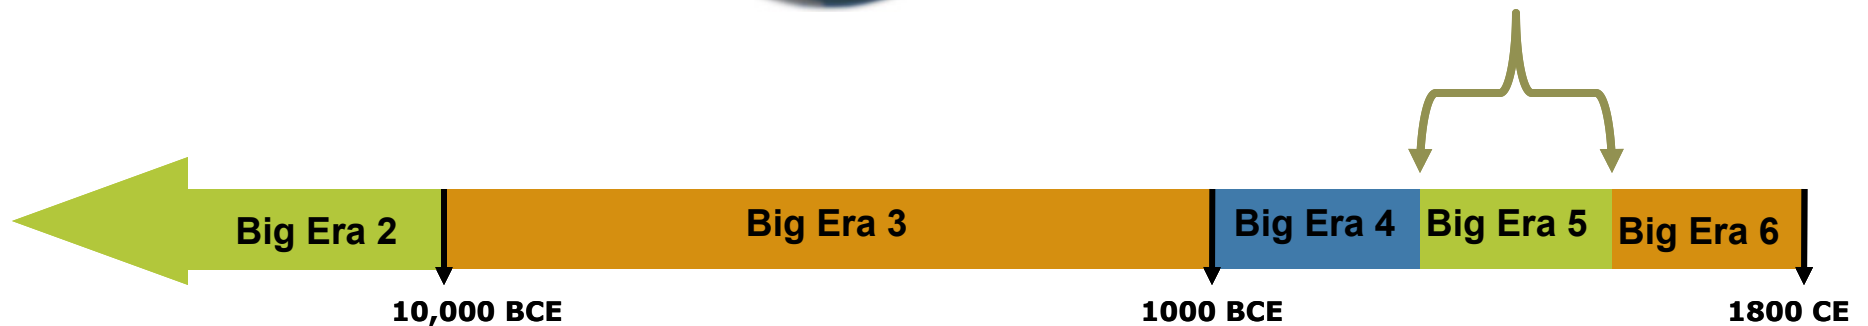 Big Era 2
Big Era 3
Big Era 4
Big Era 5
Big Era 6
10,000 BCE
1000 BCE
1800 CE